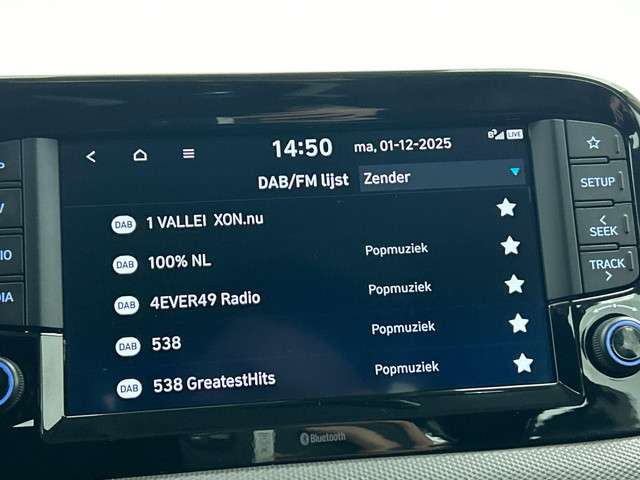 14:50 ma, 01-12-2025 LIVE
DAB/FM lijst Zender
DAB 1 VALLEI XON.nu
DAB 100% NL Popmuziek
DAB 4EVER49 Radio Popmuziek
DAB 538 Popmuziek
DAB 538 GreatestHits Popmuziek
SETUP
< SEEK
TRACK >
Bluetooth